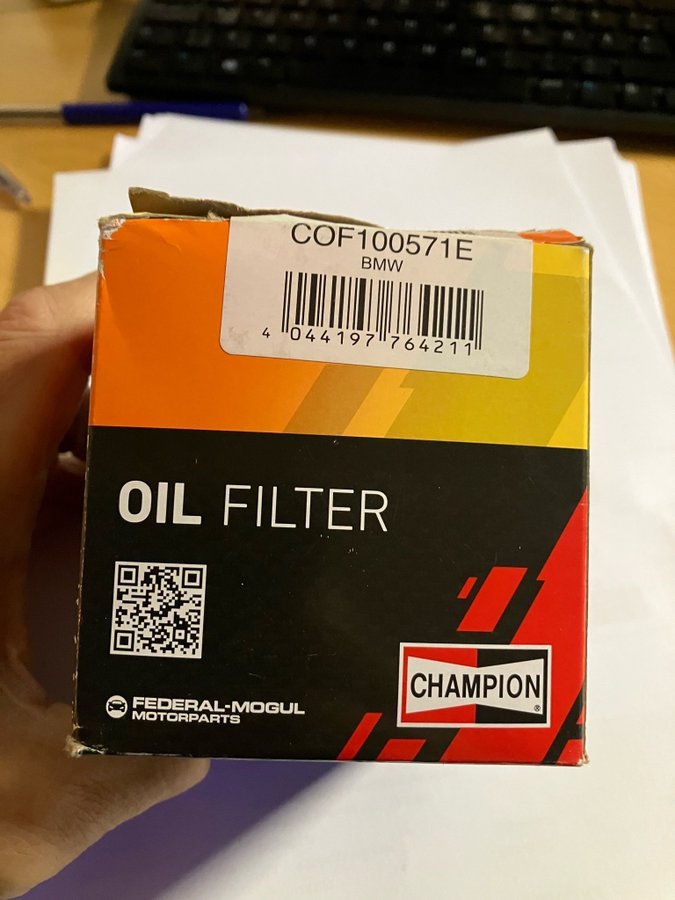 COF100571E
BMW
4 044197 764211
OIL FILTER
FEDERAL-MOGUL
MOTORPARTS
CHAMPION®